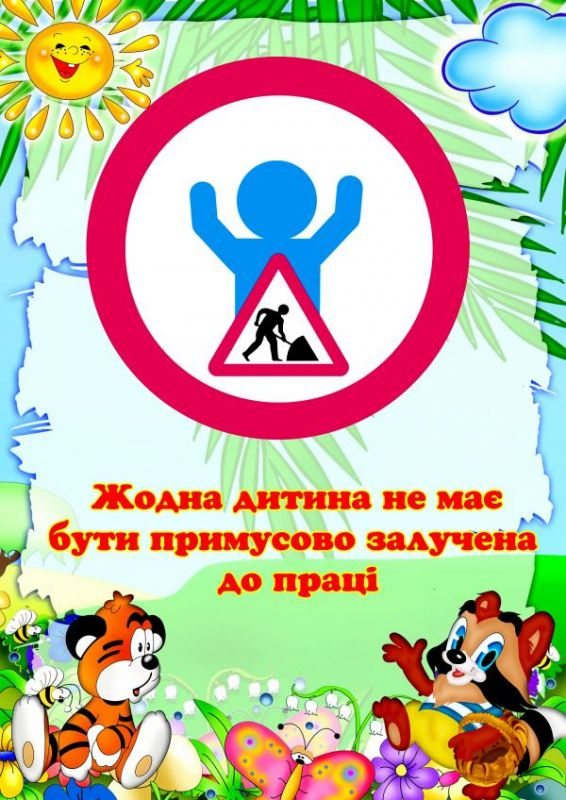 Жодна дитина не має
бути примусово залучена
до праці